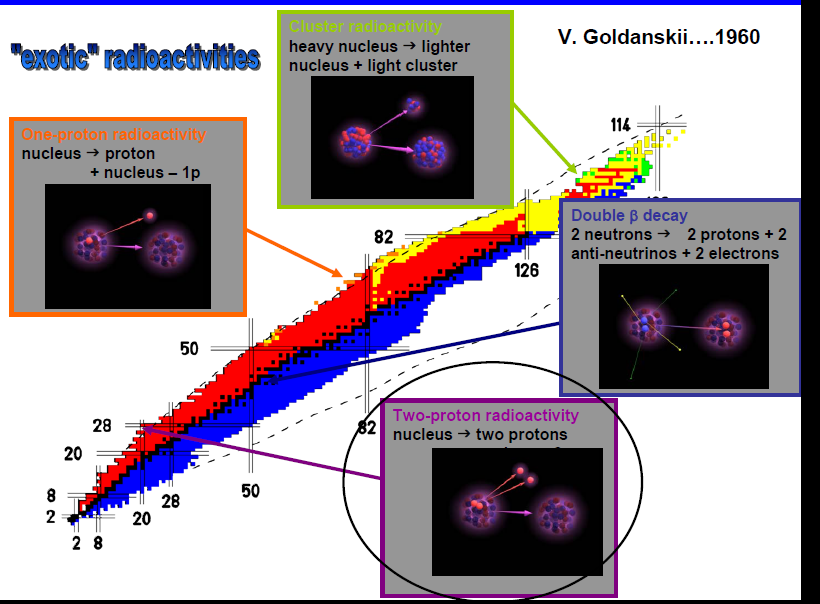 "exotic" radioactivities
Cluster radioactivity
heavy nucleus → lighter
nucleus + light cluster
V. Goldanskii....1960
One-proton radioactivity
nucleus → proton
+ nucleus – 1p
114
Double β decay
2 neutrons → 2 protons + 2
anti-neutrinos + 2 electrons
82
126
50
Two-proton radioactivity
nucleus → two protons
28
82
20
50
8
28
2
20
2 8